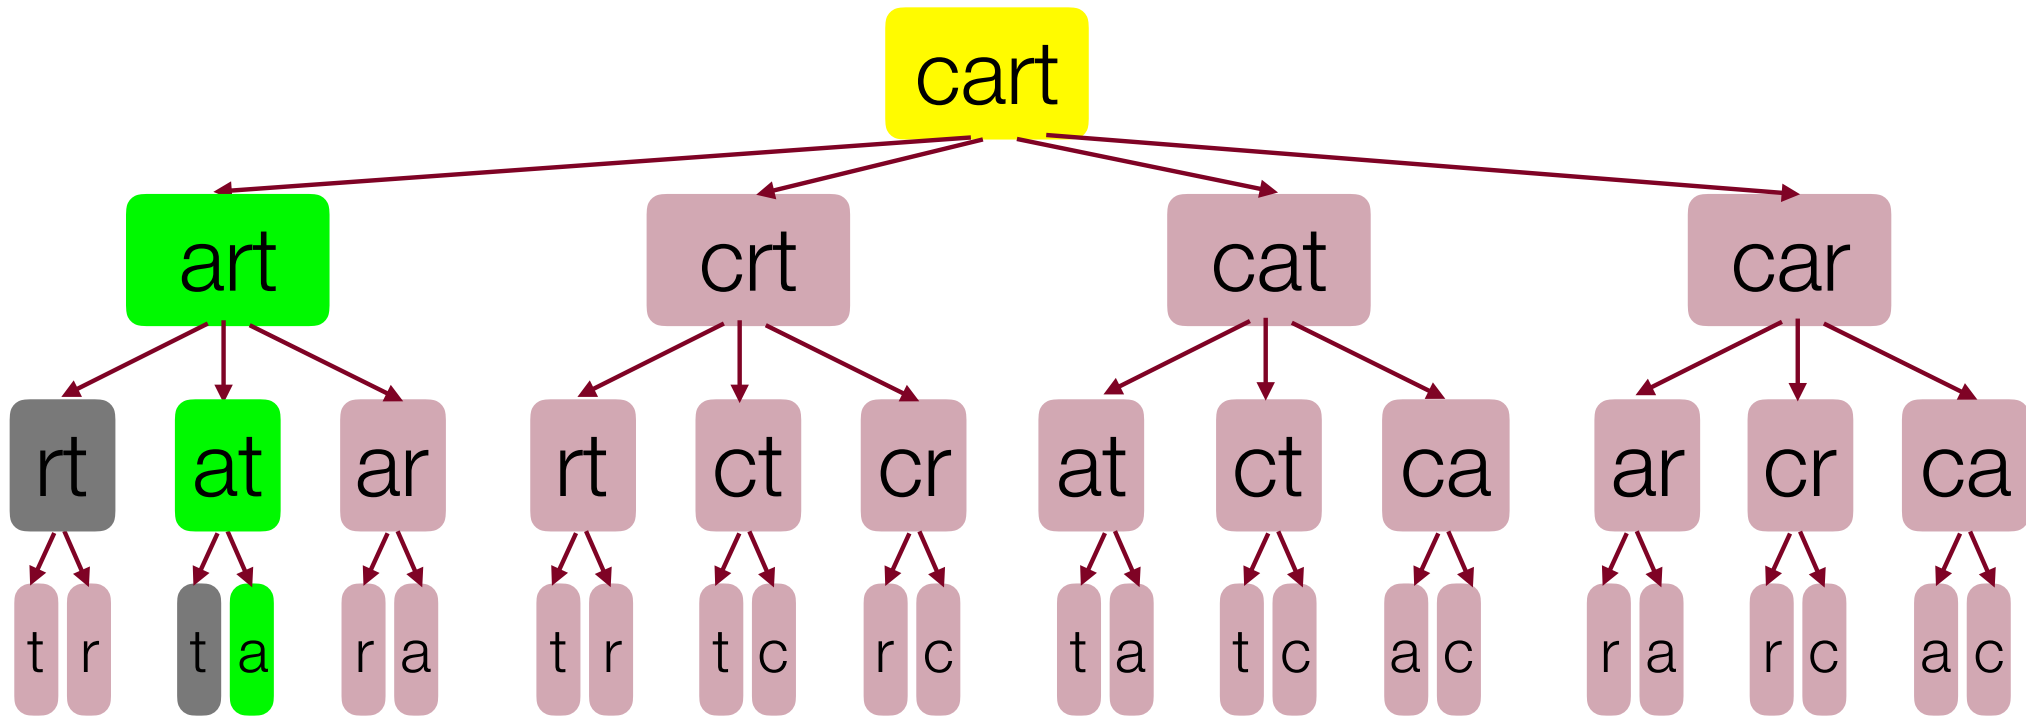 cart
art crt cat car
rt at ar rt ct cr at ct ca ar cr ca
t r t a r a t r t c r c t a t c a c r a r c a c